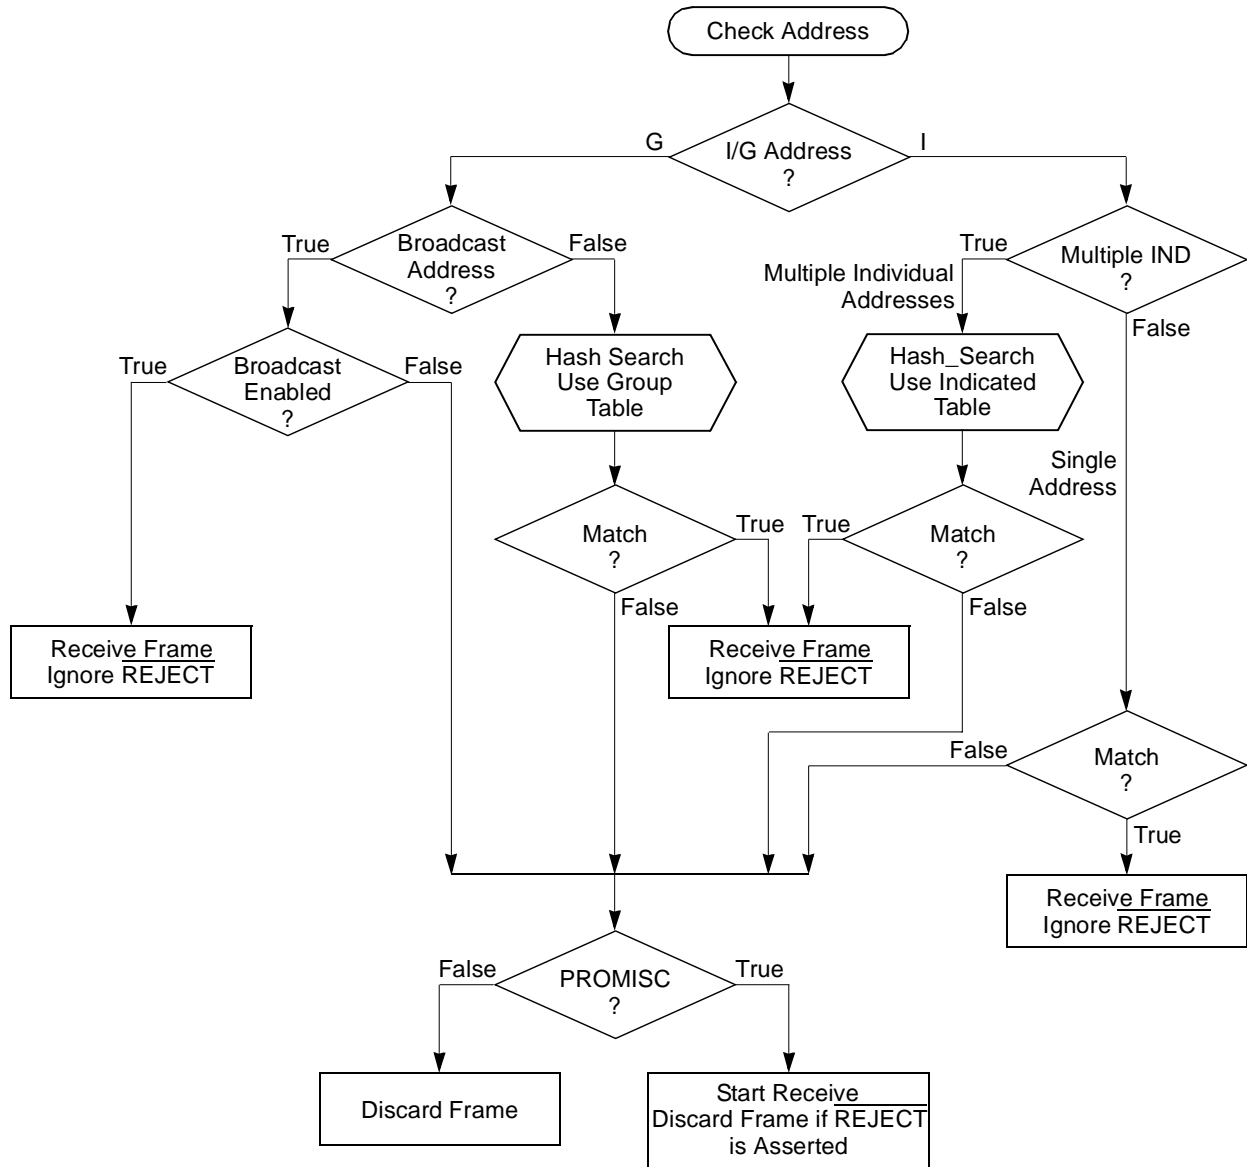 Check Address
G
I/G Address
?
I
True
Broadcast
Address
?
False
True
Multiple IND
?
False
Multiple Individual
Addresses
True
Broadcast
Enabled
?
False
Hash Search
Use Group
Table
Hash_Search
Use Indicated
Table
Single
Address
Match
?
True
False
True
Match
?
False
Receive Frame
Ignore REJECT
Receive Frame
Ignore REJECT
False
Match
?
True
Receive Frame
Ignore REJECT
False
PROMISC
?
True
Discard Frame
Start Receive
Discard Frame if REJECT
is Asserted